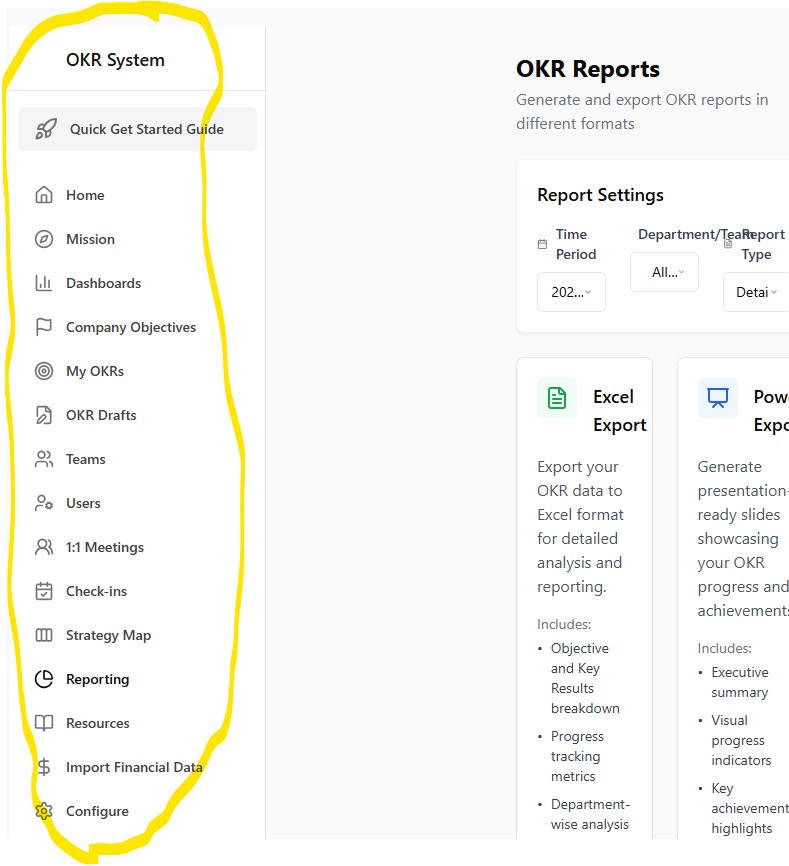 OKR System
Quick Get Started Guide
Home
Mission
Dashboards
Company Objectives
My OKRs
OKR Drafts
Teams
Users
1:1 Meetings
Check-ins
Strategy Map
Reporting
Resources
Import Financial Data
Configure
OKR Reports
Generate and export OKR reports in
different formats
Report Settings
Time
Period
202...
Department/Team
All...
Report
Type
Detai
Excel
Export
Export your
OKR data to
Excel format
for detailed
analysis and
reporting.
Includes:
• Objective
and Key
Results
breakdown
• Progress
tracking
metrics
• Department-
wise analysis
Pow
Expo
Generate
presentation-
ready slides
showcasing
your OKR
progress and
achievements
Includes:
• Executive
summary
• Visual
progress
indicators
• Key
achievement
highlights